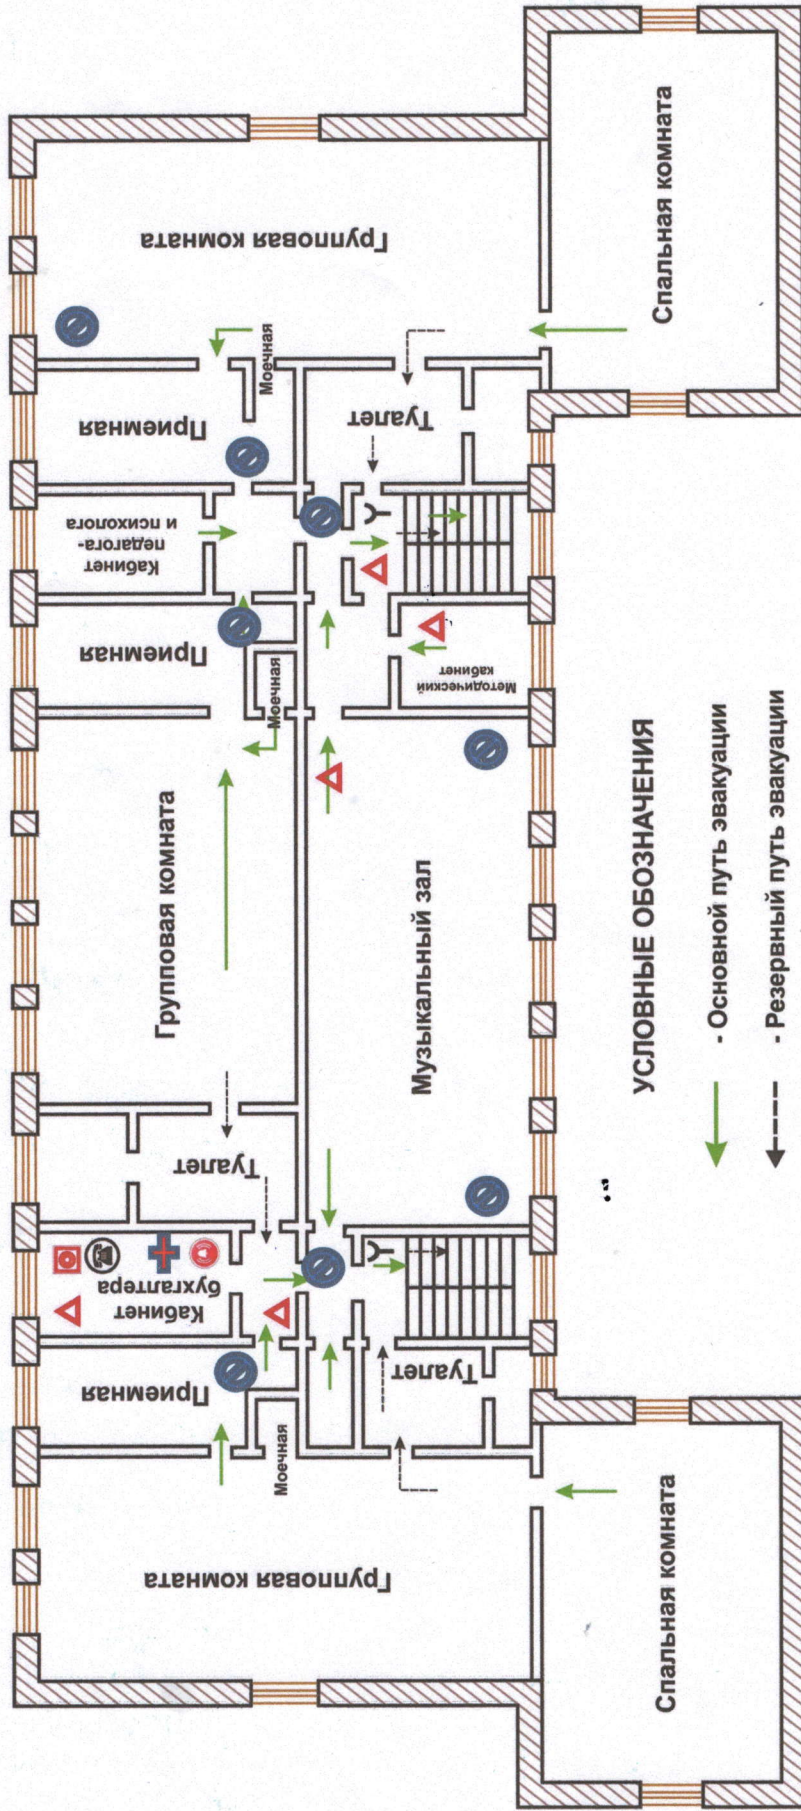 Групповая комната
Спальная комната
Приемная
Моечная
Туалет
Кабинет
педагога-
и психолога
Приемная
Моечная
Методический
кабинет
Групповая комната
Музыкальный зал
Туалет
Кабинет
бухгалтера
Приемная
Моечная
Туалет
Групповая комната
Спальная комната
УСЛОВНЫЕ ОБОЗНАЧЕНИЯ
- Основной путь эвакуации
- Резервный путь эвакуации